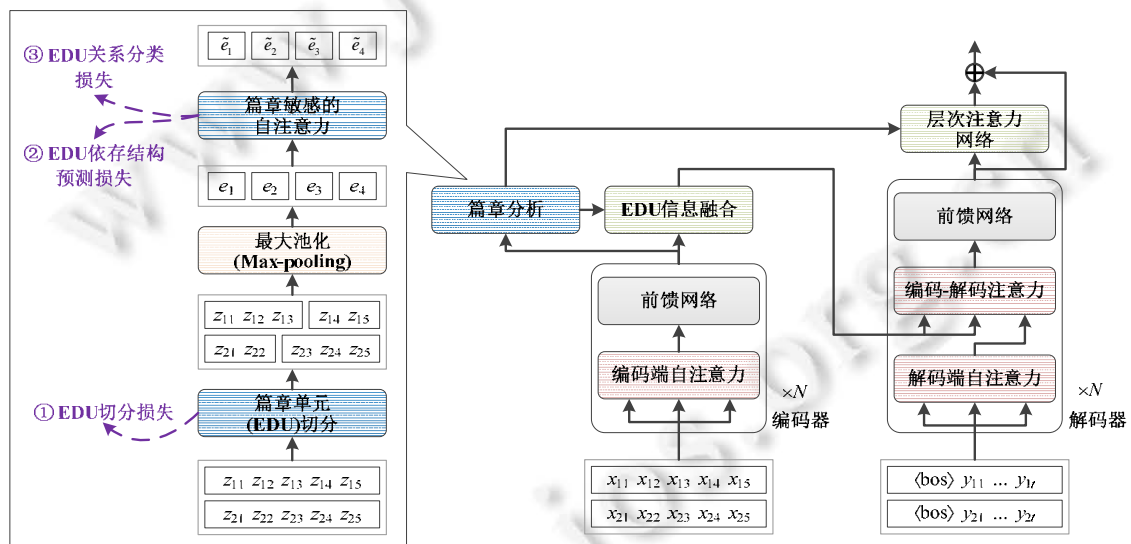 ẽ1 ẽ2 ẽ3 ẽ4
③ EDU关系分类
损失
篇章敏感的
自注意力
② EDU依存结构
预测损失
e1 e2 e3 e4
最大池化
(Max-pooling)
z11 z12 z13 z14 z15
z21 z22 z23 z24 z25
① EDU切分损失
篇章单元
(EDU)切分
z11 z12 z13 z14 z15
z21 z22 z23 z24 z25
篇章分析
EDU信息融合
前馈网络
编码端自注意力
×N
编码器
x11 x12 x13 x14 x15
x21 x22 x23 x24 x25
层次注意力
网络
前馈网络
编码-解码注意力
解码端自注意力
×N
解码器
⟨bos⟩ y11 ... y1t
⟨bos⟩ y21 ... y2t